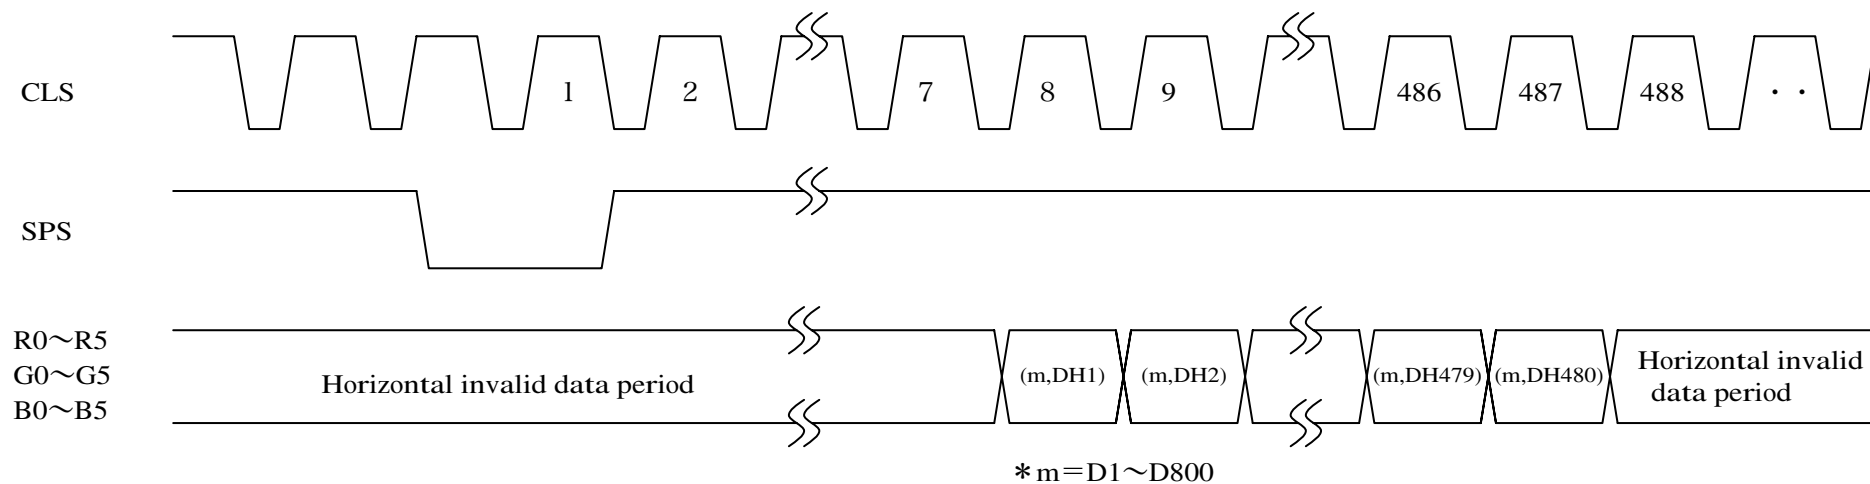 CLS 1 2 7 8 9 486 487 488 ・・
SPS
R0～R5
G0～G5
B0～B5
Horizontal invalid data period
(m,DH1) (m,DH2) (m,DH479) (m,DH480)
Horizontal invalid
data period
＊m＝D1～D800